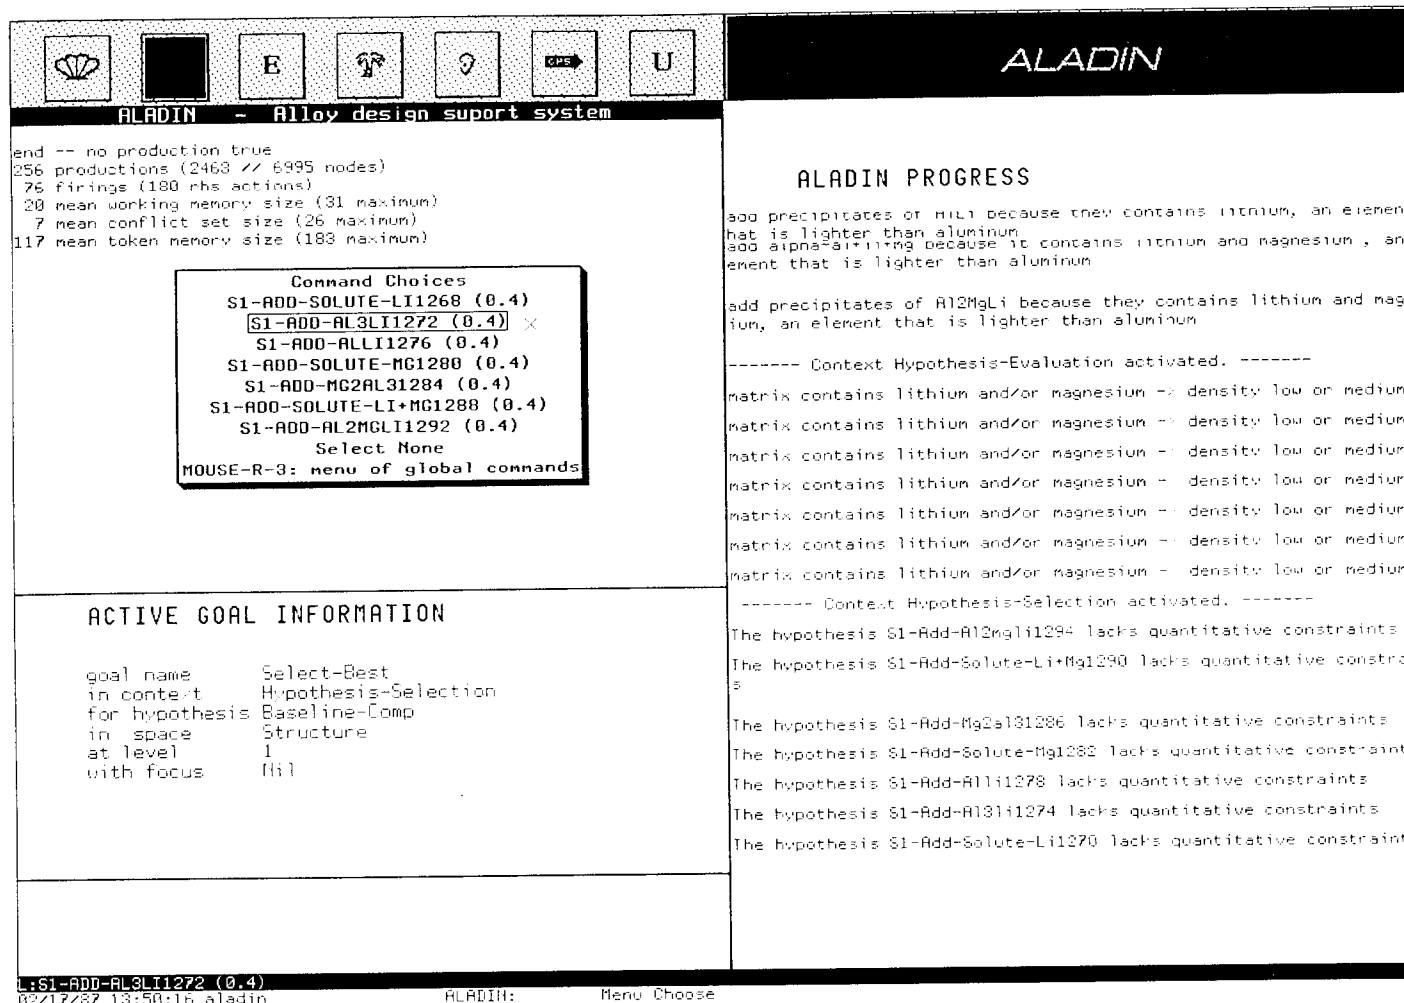 E
GPS
U
ALADIN - Alloy design suport system
end -- no production true
256 productions (2463 // 6995 nodes)
76 firings (180 rhs actions)
20 mean working memory size (31 maximum)
7 mean conflict set size (26 maximum)
117 mean token memory size (183 maximum)
Command Choices
S1-ADD-SOLUTE-LI1268 (0.4)
S1-ADD-AL3LI1272 (0.4)
S1-ADD-ALLI1276 (0.4)
S1-ADD-SOLUTE-MG1280 (0.4)
S1-ADD-MG2AL31284 (0.4)
S1-ADD-SOLUTE-LI+MG1288 (0.4)
S1-ADD-AL2MGLI1292 (0.4)
Select None
MOUSE-R-3: menu of global commands
ACTIVE GOAL INFORMATION
goal name Select-Best
in context Hypothesis-Selection
for hypothesis Baseline-Comp
in space Structure
at level 1
with focus Nil
L:S1-ADD-AL3LI1272 (0.4)
02/17/87 13:50:16 aladin ALADIN: Menu Choose
ALADIN
ALADIN PROGRESS
add precipitates of AlLi because they contains lithium, an elemen
hat is lighter than aluminum
add alpha-al+li+mg because it contains lithium and magnesium , an
ement that is lighter than aluminum
add precipitates of Al2MgLi because they contains lithium and mag
ium, an element that is lighter than aluminum
------- Context Hypothesis-Evaluation activated. -------
matrix contains lithium and/or magnesium -> density low or medium
matrix contains lithium and/or magnesium -> density low or medium
matrix contains lithium and/or magnesium -> density low or medium
matrix contains lithium and/or magnesium - density low or medium
matrix contains lithium and/or magnesium -> density low or medium
matrix contains lithium and/or magnesium -> density low or medium
matrix contains lithium and/or magnesium - density low or medium
------- Context Hypothesis-Selection activated. -------
The hypothesis S1-Add-Al2mgli1294 lacks quantitative constraints
The hypothesis S1-Add-Solute-Li+Mg1290 lacks quantitative constra
s
The hypothesis S1-Add-Mg2al31286 lacks quantitative constraints
The hypothesis S1-Add-Solute-Mg1282 lacks quantitative constraint
The hypothesis S1-Add-Alli1278 lacks quantitative constraints
The hypothesis S1-Add-Al3li1274 lacks quantitative constraints
The hypothesis S1-Add-Solute-Li1270 lacks quantitative constraint